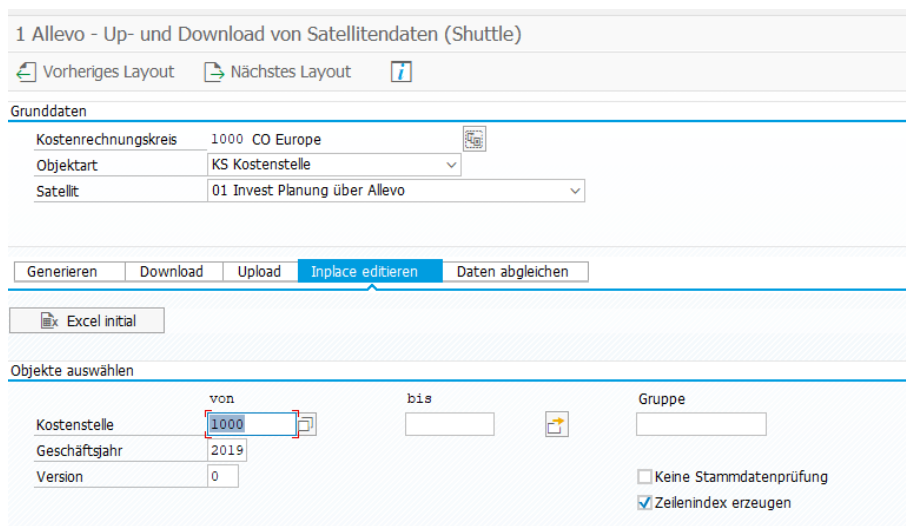 1 Allevo - Up- und Download von Satellitendaten (Shuttle)
Vorheriges Layout Nächstes Layout i
Grunddaten
Kostenrechnungskreis 1000 CO Europe
Objektart KS Kostenstelle
Satellit 01 Invest Planung über Allevo
Generieren Download Upload Inplace editieren Daten abgleichen
Excel initial
Objekte auswählen
von bis Gruppe
Kostenstelle 1000
Geschäftsjahr 2019
Version 0 Keine Stammdatenprüfung
Zeilenindex erzeugen